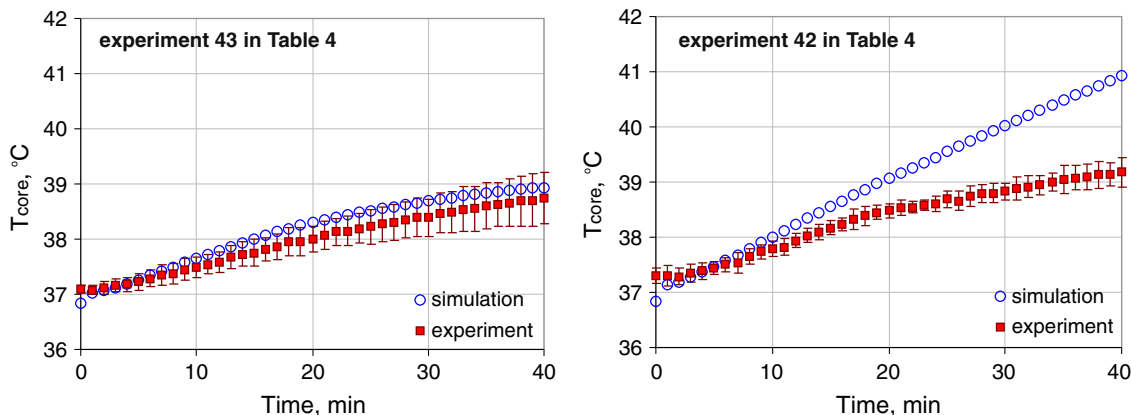 experiment 43 in Table 4
42
41
40
39
38
37
36
Tcore, °C
0
10
20
30
40
Time, min
simulation
experiment
experiment 42 in Table 4
42
41
40
39
38
37
36
Tcore, °C
0
10
20
30
40
Time, min
simulation
experiment